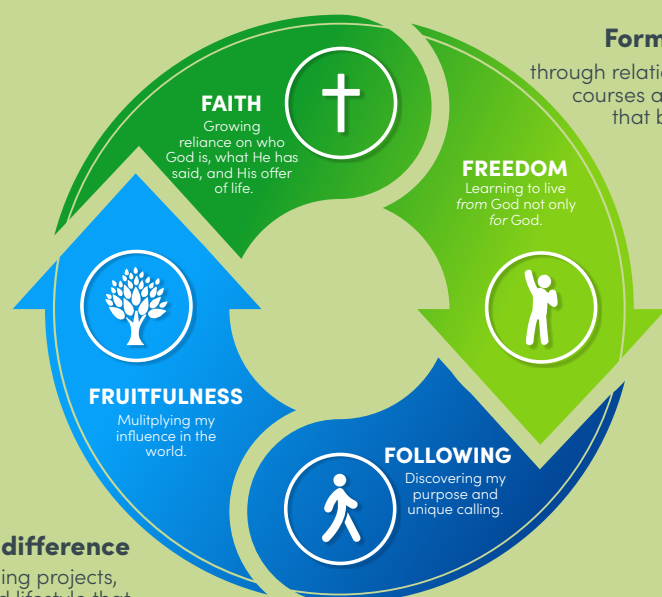 Form
through relati
courses a
that b
FAITH
Growing
reliance on who
God is, what He has
said, and His offer
of life.
FREEDOM
Learning to live
from God not only
for God.
FRUITFULNESS
Mulitplying my
influence in the
world.
FOLLOWING
Discovering my
purpose and
unique calling.
difference
ing projects,
d lifestyle that